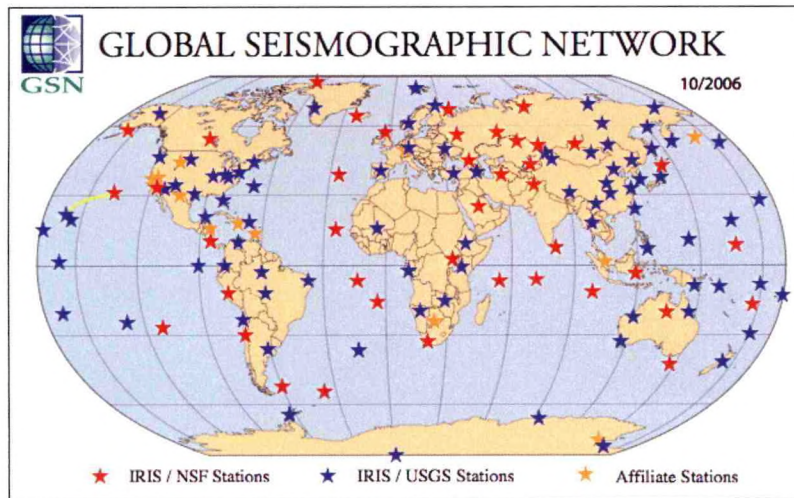 GSN
GLOBAL SEISMOGRAPHIC NETWORK
10/2006
IRIS / NSF Stations
IRIS / USGS Stations
Affiliate Stations